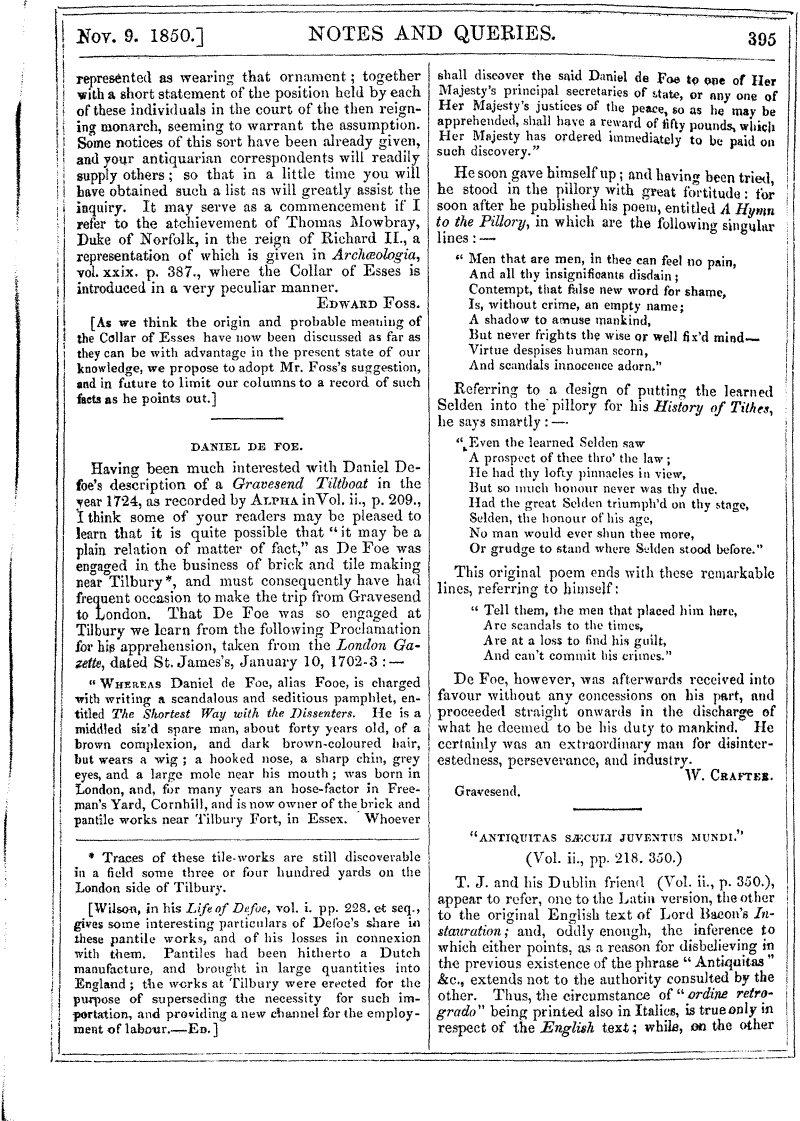 Nov. 9. 1850.] NOTES AND QUERIES. 395
represented as wearing that ornament; together
with a short statement of the position held by each
of these individuals in the court of the then reign-
ing monarch, seeming to warrant the assumption.
Some notices of this sort have been already given,
and your antiquarian correspondents will readily
supply others; so that in a little time you will
have obtained such a list as will greatly assist the
inquiry. It may serve as a commencement if I
refer to the atchievement of Thomas Mowbray,
Duke of Norfolk, in the reign of Richard II., a
representation of which is given in Archæologia,
vol. xxix. p. 387., where the Collar of Esses is
introduced in a very peculiar manner.
EDWARD FOSS.
[As we think the origin and probable meaning of
the Collar of Esses have now been discussed as far as
they can be with advantage in the present state of our
knowledge, we propose to adopt Mr. Foss's suggestion,
and in future to limit our columns to a record of such
facts as he points out.]
DANIEL DE FOE.
Having been much interested with Daniel De-
foe's description of a Gravesend Tiltboat in the
year 1724, as recorded by ALPHA in Vol. ii., p. 209.,
I think some of your readers may be pleased to
learn that it is quite possible that "it may be a
plain relation of matter of fact," as De Foe was
engaged in the business of brick and tile making
near Tilbury*, and must consequently have had
frequent occasion to make the trip from Gravesend
to London. That De Foe was so engaged at
Tilbury we learn from the following Proclamation
for his apprehension, taken from the London Ga-
zette, dated St. James's, January 10, 1702-3:—
"WHEREAS Daniel de Foe, alias Fooe, is charged
with writing a scandalous and seditious pamphlet, en-
titled The Shortest Way with the Dissenters. He is a
middled siz'd spare man, about forty years old, of a
brown complexion, and dark brown-coloured hair,
but wears a wig; a hooked nose, a sharp chin, grey
eyes, and a large mole near his mouth; was born in
London, and, for many years an hose-factor in Free-
man's Yard, Cornhill, and is now owner of the brick and
pantile works near Tilbury Fort, in Essex. Whoever
* Traces of these tile-works are still discoverable
in a field some three or four hundred yards on the
London side of Tilbury.
[Wilson, in his Life of Defoe, vol. i. pp. 228. et seq.,
gives some interesting particulars of Defoe's share in
these pantile works, and of his losses in connexion
with them. Pantiles had been hitherto a Dutch
manufacture, and brought in large quantities into
England; the works at Tilbury were erected for the
purpose of superseding the necessity for such im-
portation, and providing a new channel for the employ-
ment of labour.—ED.]
shall discover the said Daniel de Foe to one of Her
Majesty's principal secretaries of state, or any one of
Her Majesty's justices of the peace, so as he may be
apprehended, shall have a reward of fifty pounds, which
Her Majesty has ordered immediately to be paid on
such discovery."
He soon gave himself up; and having been tried,
he stood in the pillory with great fortitude: for
soon after he published his poem, entitled A Hymn
to the Pillory, in which are the following singular
lines:—
"Men that are men, in thee can feel no pain,
And all thy insignificants disdain;
Contempt, that false new word for shame,
Is, without crime, an empty name;
A shadow to amuse mankind,
But never frights the wise or well fix'd mind—
Virtue despises human scorn,
And scandals innocence adorn."
Referring to a design of putting the learned
Selden into the pillory for his History of Tithes,
he says smartly:—
"Even the learned Selden saw
A prospect of thee thro' the law;
He had thy lofty pinnacles in view,
But so much honour never was thy due.
Had the great Selden triumph'd on thy stage,
Selden, the honour of his age,
No man would ever shun thee more,
Or grudge to stand where Selden stood before."
This original poem ends with these remarkable
lines, referring to himself:
"Tell them, the men that placed him here,
Are scandals to the times,
Are at a loss to find his guilt,
And can't commit his crimes."
De Foe, however, was afterwards received into
favour without any concessions on his part, and
proceeded straight onwards in the discharge of
what he deemed to be his duty to mankind. He
certainly was an extraordinary man for disinter-
estedness, perseverance, and industry.
W. CRAFTER.
Gravesend.
"ANTIQUITAS SÆCULI JUVENTUS MUNDI."
(Vol. ii., pp. 218. 350.)
T. J. and his Dublin friend (Vol. ii., p. 350.),
appear to refer, one to the Latin version, the other
to the original English text of Lord Bacon's In-
stauration; and, oddly enough, the inference to
which either points, as a reason for disbelieving in
the previous existence of the phrase "Antiquitas"
&c., extends not to the authority consulted by the
other. Thus, the circumstance of "ordine retro-
grado" being printed also in Italics, is true only in
respect of the English text; while, on the other